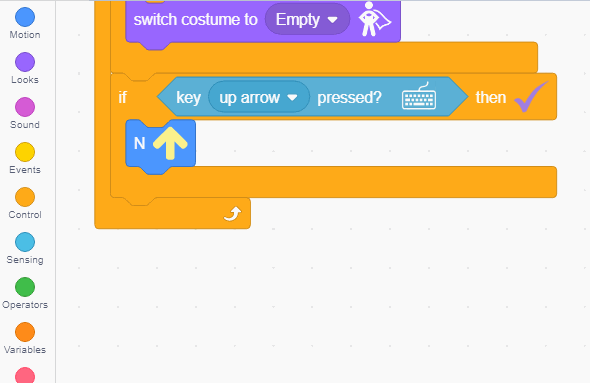 switch costume to Empty
if key up arrow pressed? then
N
Motion
Looks
Sound
Events
Control
Sensing
Operators
Variables